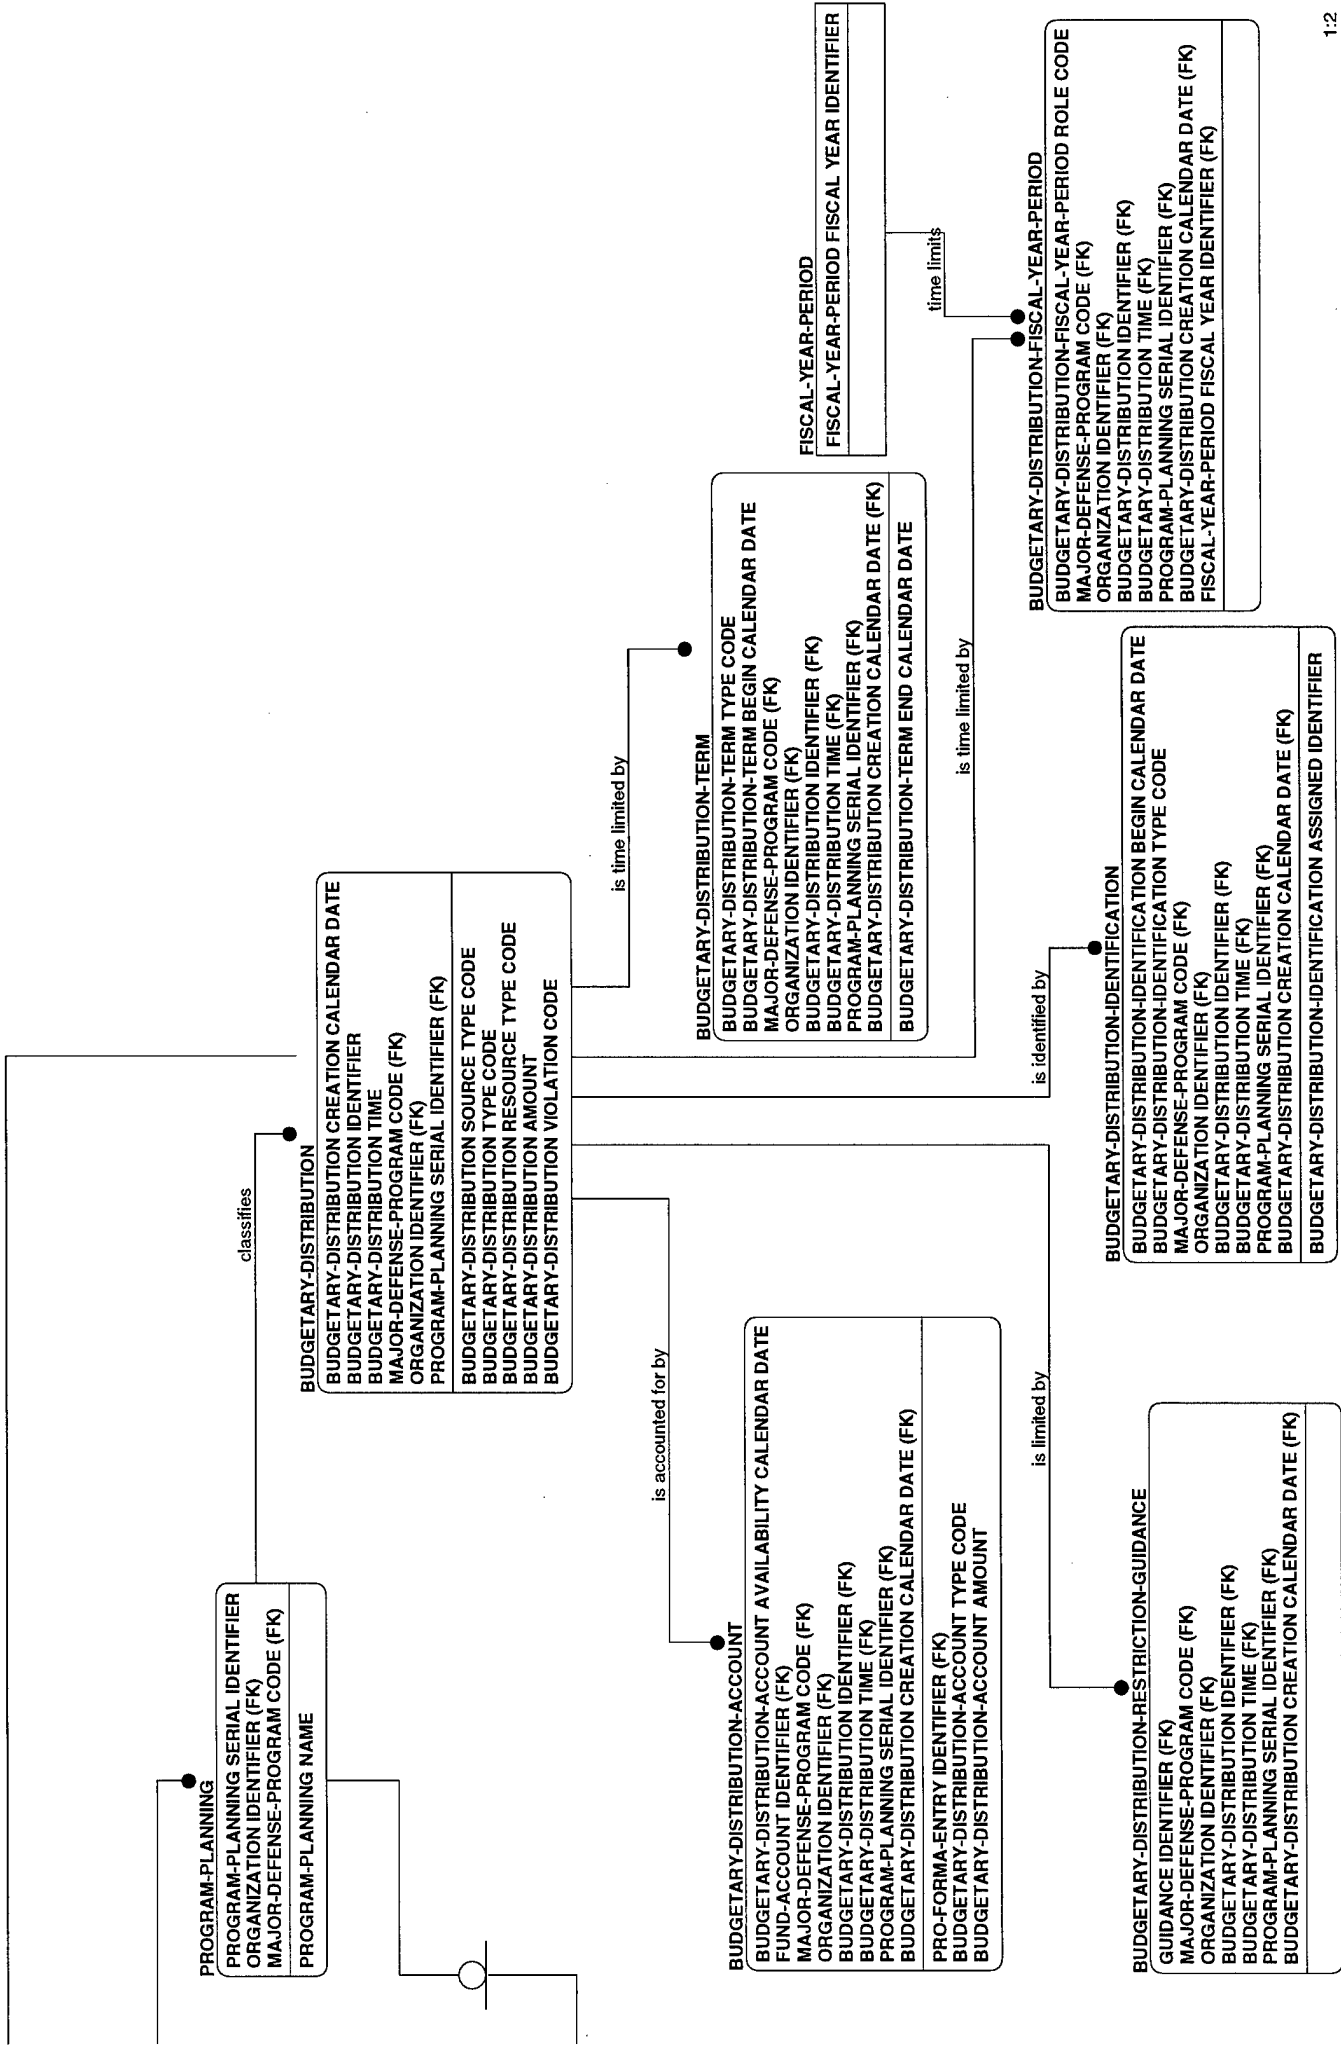 PROGRAM-PLANNING
PROGRAM-PLANNING SERIAL IDENTIFIER
ORGANIZATION IDENTIFIER (FK)
MAJOR-DEFENSE-PROGRAM CODE (FK)
PROGRAM-PLANNING NAME
classifies
BUDGETARY-DISTRIBUTION
BUDGETARY-DISTRIBUTION CREATION CALENDAR DATE
BUDGETARY-DISTRIBUTION IDENTIFIER
BUDGETARY-DISTRIBUTION TIME
MAJOR-DEFENSE-PROGRAM CODE (FK)
ORGANIZATION IDENTIFIER (FK)
PROGRAM-PLANNING SERIAL IDENTIFIER (FK)
BUDGETARY-DISTRIBUTION SOURCE TYPE CODE
BUDGETARY-DISTRIBUTION TYPE CODE
BUDGETARY-DISTRIBUTION RESOURCE TYPE CODE
BUDGETARY-DISTRIBUTION AMOUNT
BUDGETARY-DISTRIBUTION VIOLATION CODE
is accounted for by
is time limited by
BUDGETARY-DISTRIBUTION-ACCOUNT
BUDGETARY-DISTRIBUTION-ACCOUNT AVAILABILITY CALENDAR DATE
FUND-ACCOUNT IDENTIFIER (FK)
MAJOR-DEFENSE-PROGRAM CODE (FK)
ORGANIZATION IDENTIFIER (FK)
BUDGETARY-DISTRIBUTION IDENTIFIER (FK)
BUDGETARY-DISTRIBUTION TIME (FK)
PROGRAM-PLANNING SERIAL IDENTIFIER (FK)
BUDGETARY-DISTRIBUTION CREATION CALENDAR DATE (FK)
PRO-FORMA-ENTRY IDENTIFIER (FK)
BUDGETARY-DISTRIBUTION-ACCOUNT TYPE CODE
BUDGETARY-DISTRIBUTION-ACCOUNT AMOUNT
BUDGETARY-DISTRIBUTION-TERM
BUDGETARY-DISTRIBUTION-TERM TYPE CODE
BUDGETARY-DISTRIBUTION-TERM BEGIN CALENDAR DATE
MAJOR-DEFENSE-PROGRAM CODE (FK)
ORGANIZATION IDENTIFIER (FK)
BUDGETARY-DISTRIBUTION IDENTIFIER (FK)
BUDGETARY-DISTRIBUTION TIME (FK)
PROGRAM-PLANNING SERIAL IDENTIFIER (FK)
BUDGETARY-DISTRIBUTION CREATION CALENDAR DATE (FK)
BUDGETARY-DISTRIBUTION-TERM END CALENDAR DATE
FISCAL-YEAR-PERIOD
FISCAL-YEAR-PERIOD FISCAL YEAR IDENTIFIER
time limits
is time limited by
is limited by
is identified by
BUDGETARY-DISTRIBUTION-FISCAL-YEAR-PERIOD
BUDGETARY-DISTRIBUTION-FISCAL-YEAR-PERIOD ROLE CODE
MAJOR-DEFENSE-PROGRAM CODE (FK)
ORGANIZATION IDENTIFIER (FK)
BUDGETARY-DISTRIBUTION IDENTIFIER (FK)
BUDGETARY-DISTRIBUTION TIME (FK)
PROGRAM-PLANNING SERIAL IDENTIFIER (FK)
BUDGETARY-DISTRIBUTION CREATION CALENDAR DATE (FK)
FISCAL-YEAR-PERIOD FISCAL YEAR IDENTIFIER (FK)
BUDGETARY-DISTRIBUTION-RESTRICTION-GUIDANCE
GUIDANCE IDENTIFIER (FK)
MAJOR-DEFENSE-PROGRAM CODE (FK)
ORGANIZATION IDENTIFIER (FK)
BUDGETARY-DISTRIBUTION IDENTIFIER (FK)
BUDGETARY-DISTRIBUTION TIME (FK)
PROGRAM-PLANNING SERIAL IDENTIFIER (FK)
BUDGETARY-DISTRIBUTION CREATION CALENDAR DATE (FK)
BUDGETARY-DISTRIBUTION-IDENTIFICATION
BUDGETARY-DISTRIBUTION-IDENTIFICATION BEGIN CALENDAR DATE
BUDGETARY-DISTRIBUTION-IDENTIFICATION TYPE CODE
MAJOR-DEFENSE-PROGRAM CODE (FK)
ORGANIZATION IDENTIFIER (FK)
BUDGETARY-DISTRIBUTION IDENTIFIER (FK)
BUDGETARY-DISTRIBUTION TIME (FK)
PROGRAM-PLANNING SERIAL IDENTIFIER (FK)
BUDGETARY-DISTRIBUTION CREATION CALENDAR DATE (FK)
BUDGETARY-DISTRIBUTION-IDENTIFICATION ASSIGNED IDENTIFIER
1:2